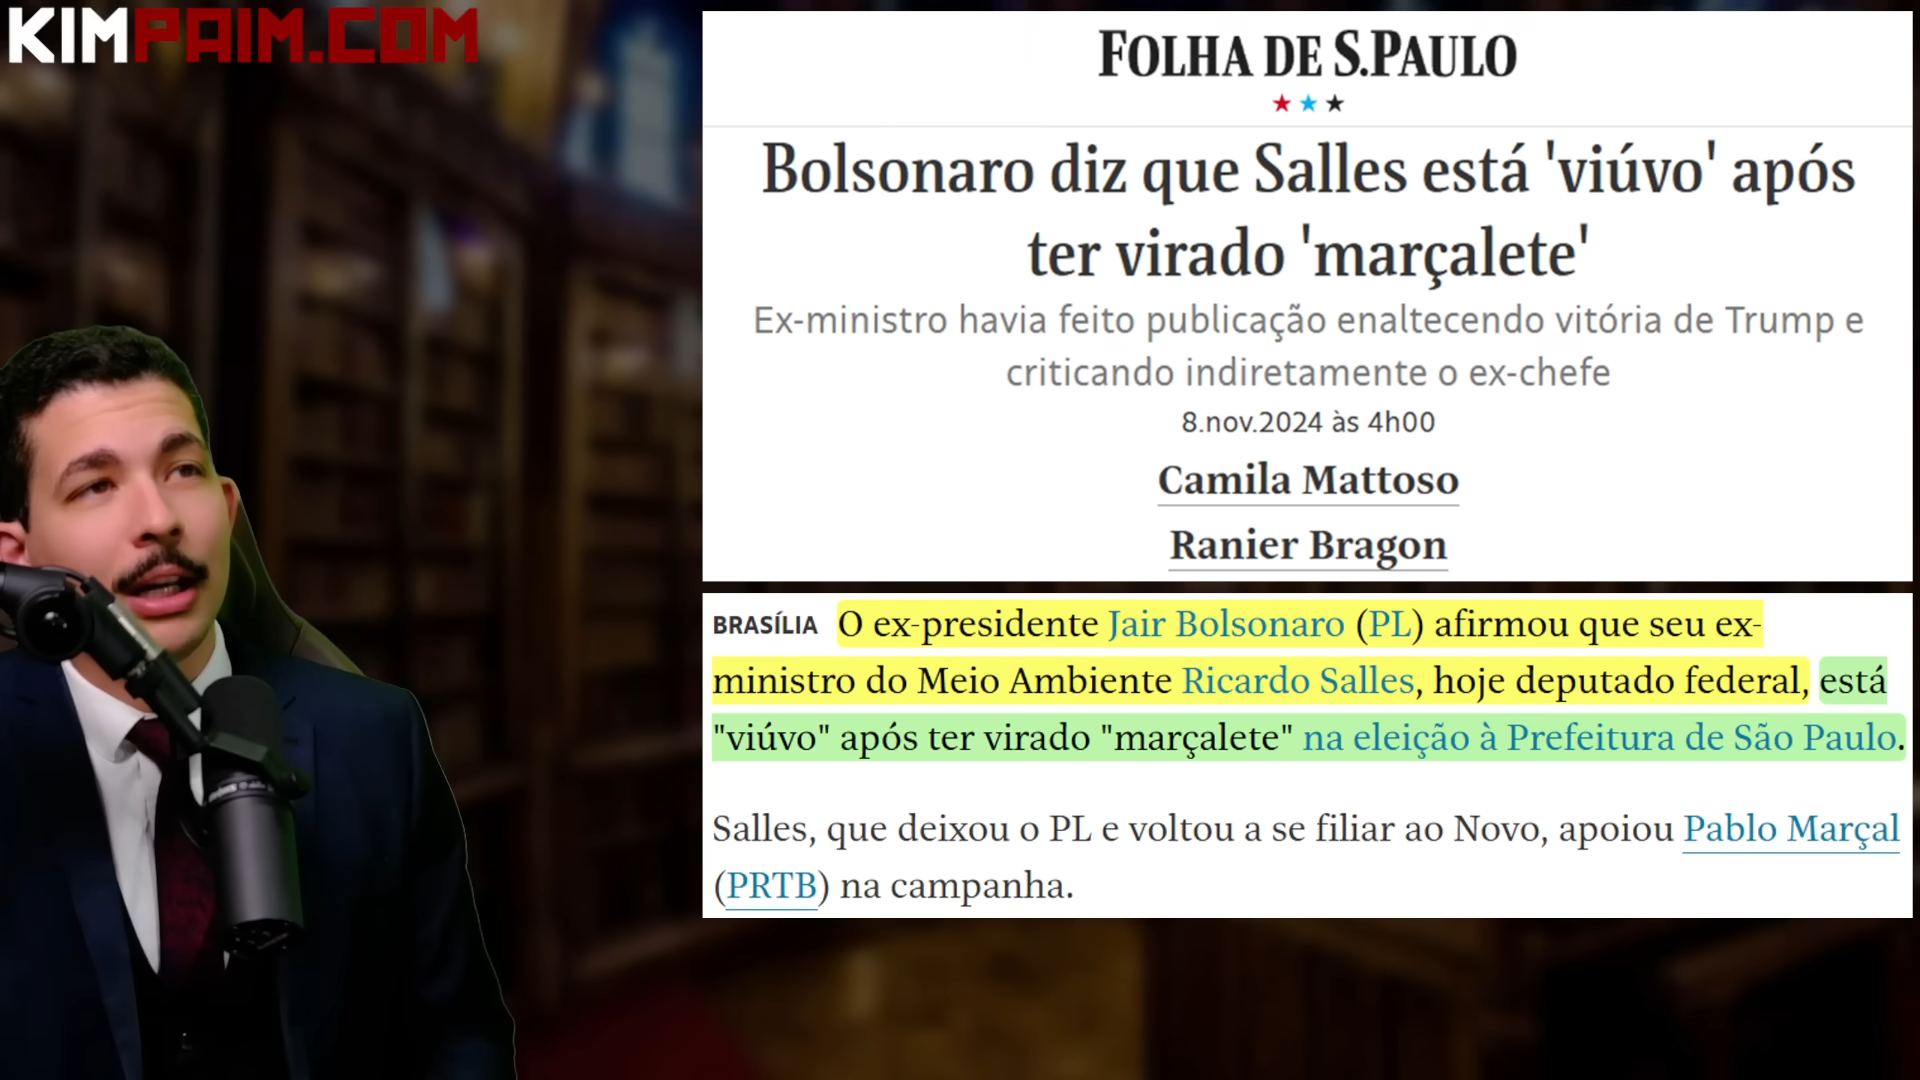 KIMPAIM.COM
FOLHA DE S.PAULO
Bolsonaro diz que Salles está 'viúvo' após
ter virado 'marçalete'
Ex-ministro havia feito publicação enaltecendo vitória de Trump e
criticando indiretamente o ex-chefe
8.nov.2024 às 4h00
Camila Mattoso
Ranier Bragon
BRASÍLIA O ex-presidente Jair Bolsonaro (PL) afirmou que seu ex-
ministro do Meio Ambiente Ricardo Salles, hoje deputado federal, está
"viúvo" após ter virado "marçalete" na eleição à Prefeitura de São Paulo.
Salles, que deixou o PL e voltou a se filiar ao Novo, apoiou Pablo Marçal
(PRTB) na campanha.